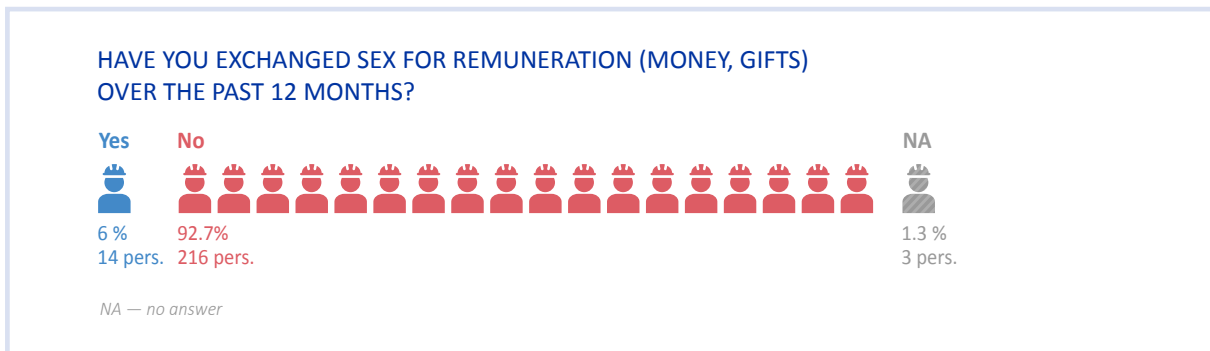 HAVE YOU EXCHANGED SEX FOR REMUNERATION (MONEY, GIFTS)
OVER THE PAST 12 MONTHS?
Yes No NA
6 % 92.7% 1.3 %
14 pers. 216 pers. 3 pers.
NA — no answer